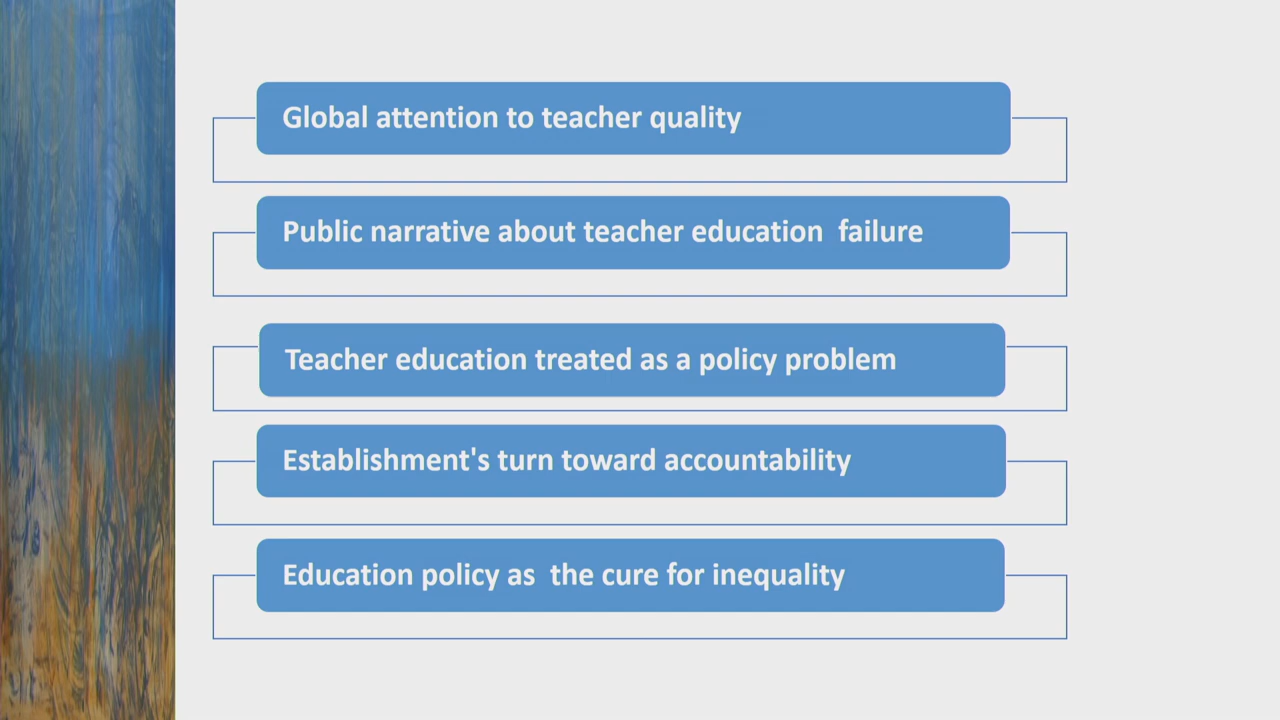 Global attention to teacher quality
Public narrative about teacher education  failure
Teacher education treated as a policy problem
Establishment's turn toward accountability
Education policy as  the cure for inequality